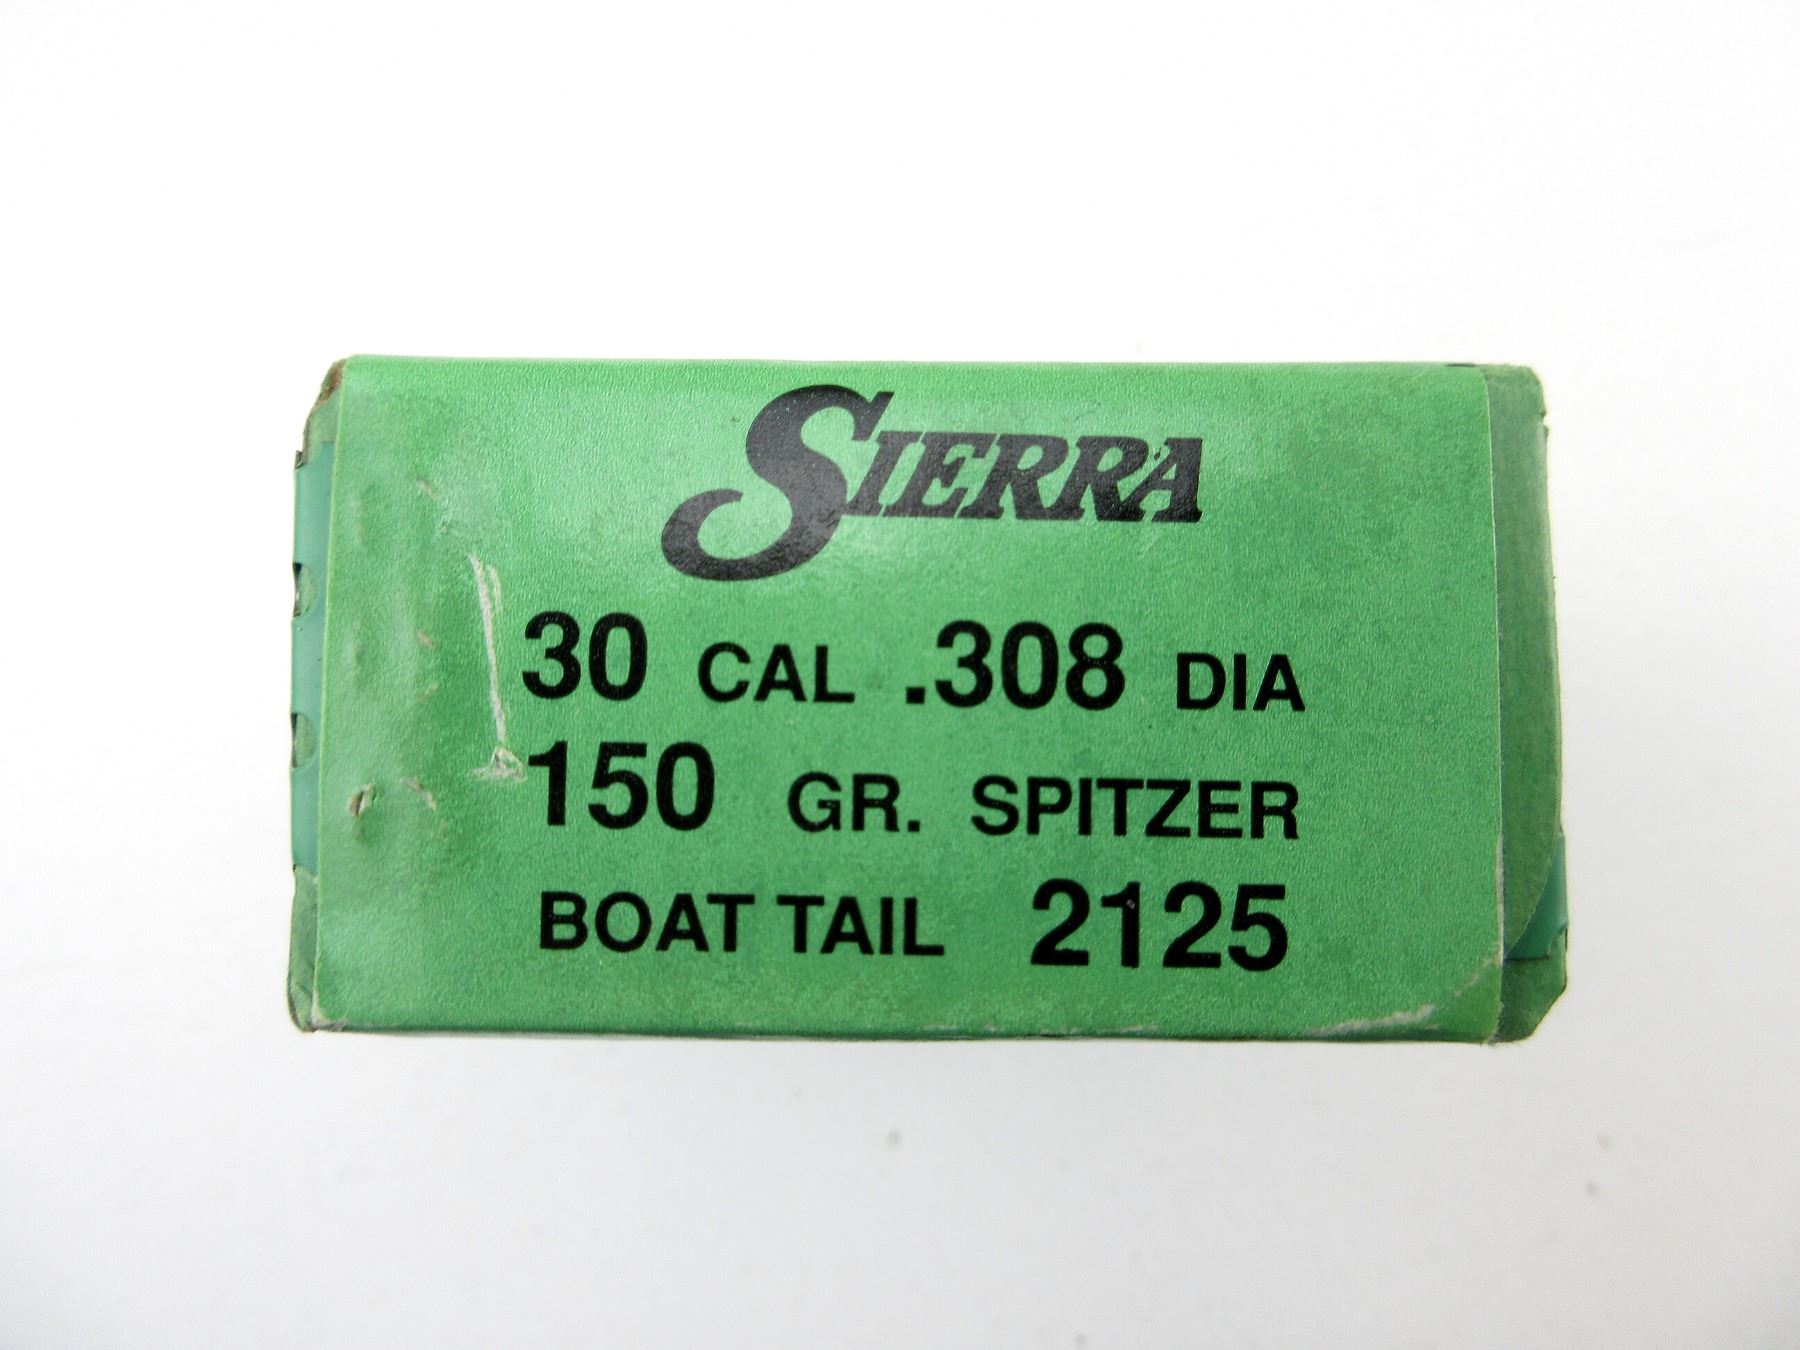 SIERRA
30 CAL .308 DIA
150 GR. SPITZER
BOAT TAIL 2125